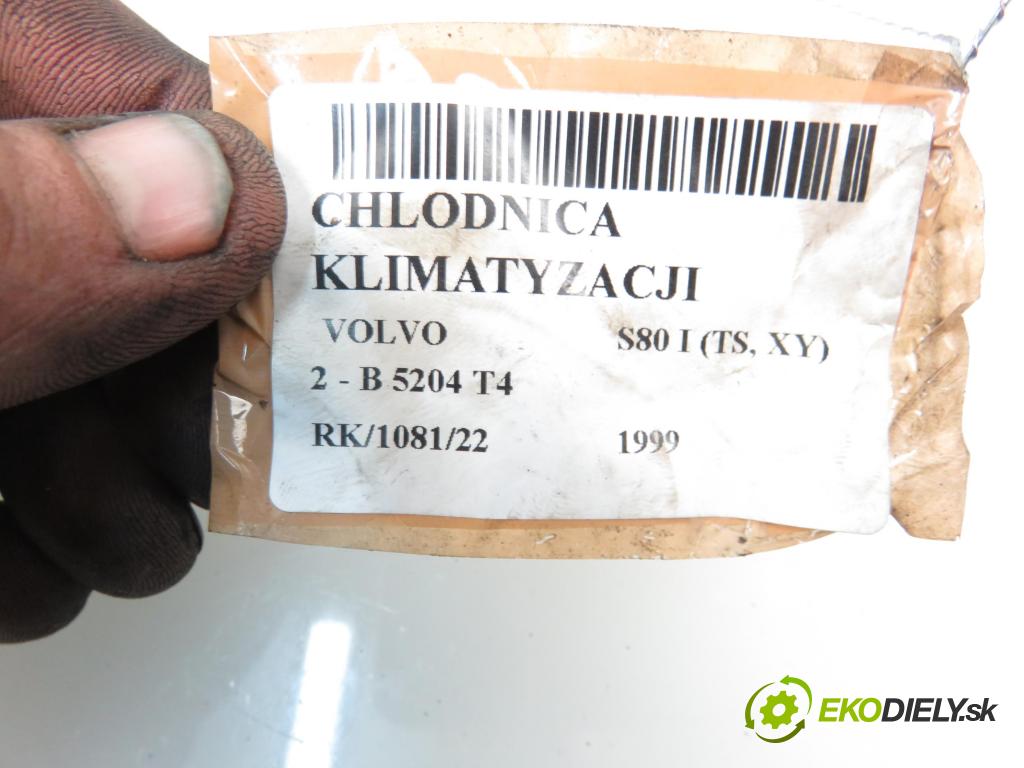 CHLODNICA
KLIMATYZACJI
VOLVO S80 I (TS, XY)
2 - B 5204 T4
RK/1081/22 1999
EKODIELY.sk